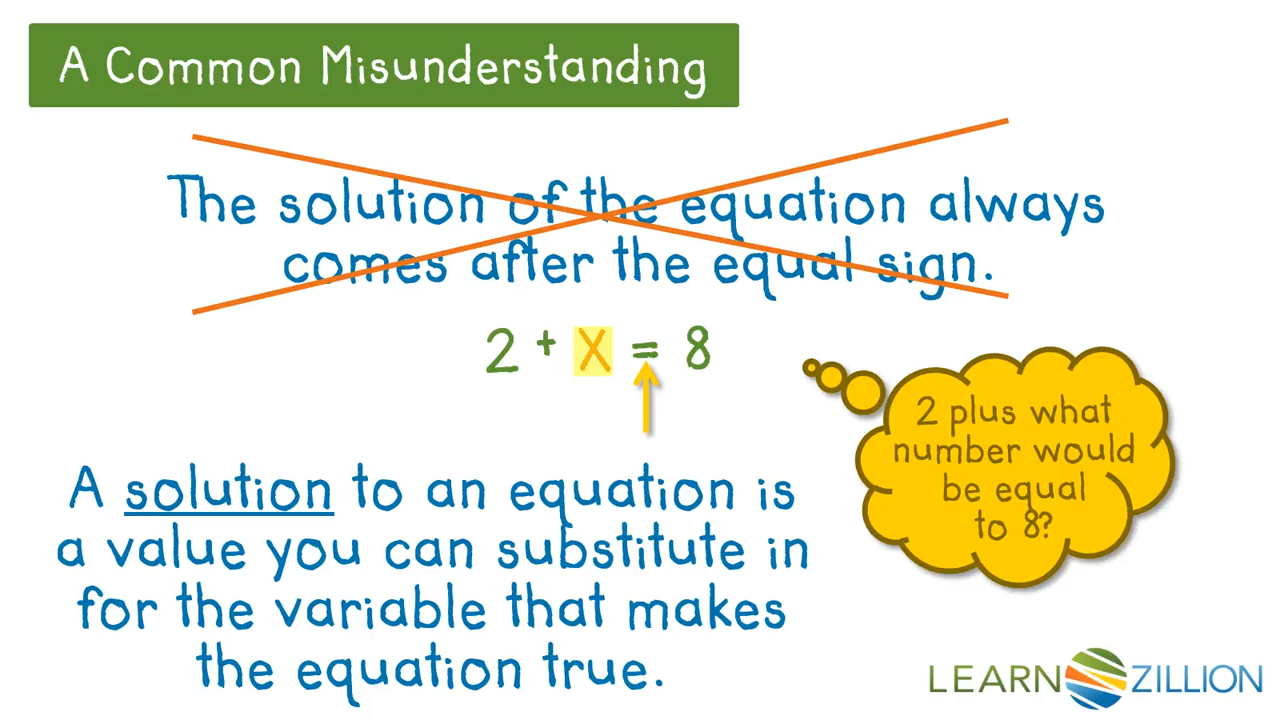 A Common Misunderstanding
The solution of the equation always
comes after the equal sign.
2 + X = 8
2 plus what
number would
be equal
to 8?
A solution to an equation is
a value you can substitute in
for the variable that makes
the equation true.
LEARN ZILLION